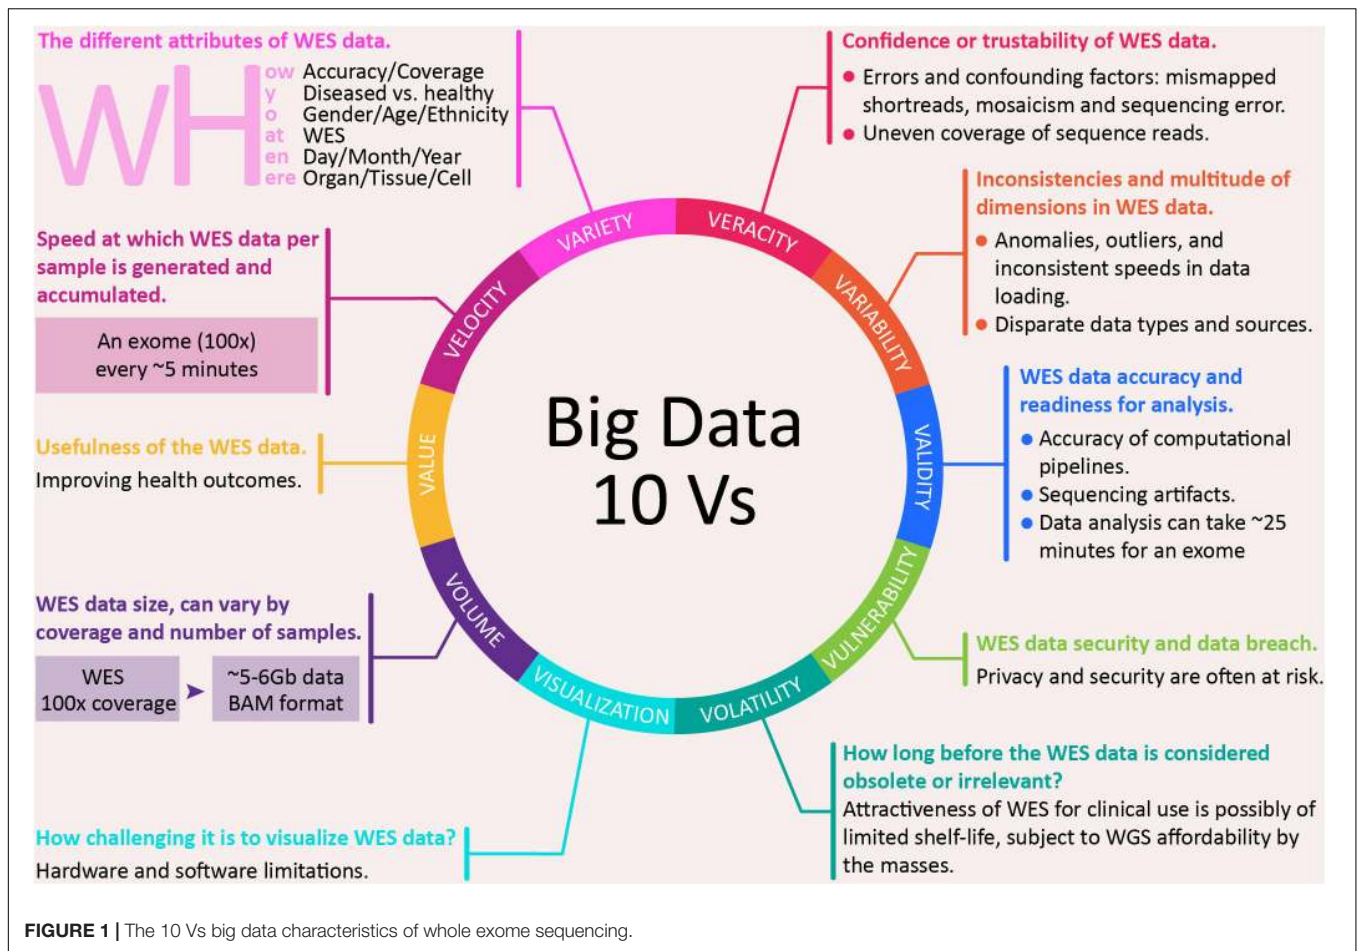 The different attributes of WES data.
WH
ow Accuracy/Coverage
y Diseased vs. healthy
o Gender/Age/Ethnicity
at WES
en Day/Month/Year
ere Organ/Tissue/Cell
Confidence or trustability of WES data.
Errors and confounding factors: mismapped
shortreads, mosaicism and sequencing error.
Uneven coverage of sequence reads.
Inconsistencies and multitude of
dimensions in WES data.
Anomalies, outliers, and
inconsistent speeds in data
loading.
Disparate data types and sources.
Speed at which WES data per
sample is generated and
accumulated.
An exome (100x)
every ~5 minutes
WES data accuracy and
readiness for analysis.
Accuracy of computational
pipelines.
Sequencing artifacts.
Data analysis can take ~25
minutes for an exome
Usefulness of the WES data.
Improving health outcomes.
Big Data
10 Vs
VARIETY
VERACITY
VARIABILITY
VALIDITY
VULNERABILITY
VOLATILITY
VISUALIZATION
VOLUME
VALUE
VELOCITY
WES data size, can vary by
coverage and number of samples.
WES
100x coverage
~5-6Gb data
BAM format
WES data security and data breach.
Privacy and security are often at risk.
How long before the WES data is considered
obsolete or irrelevant?
Attractiveness of WES for clinical use is possibly of
limited shelf-life, subject to WGS affordability by
the masses.
How challenging it is to visualize WES data?
Hardware and software limitations.
FIGURE 1 | The 10 Vs big data characteristics of whole exome sequencing.